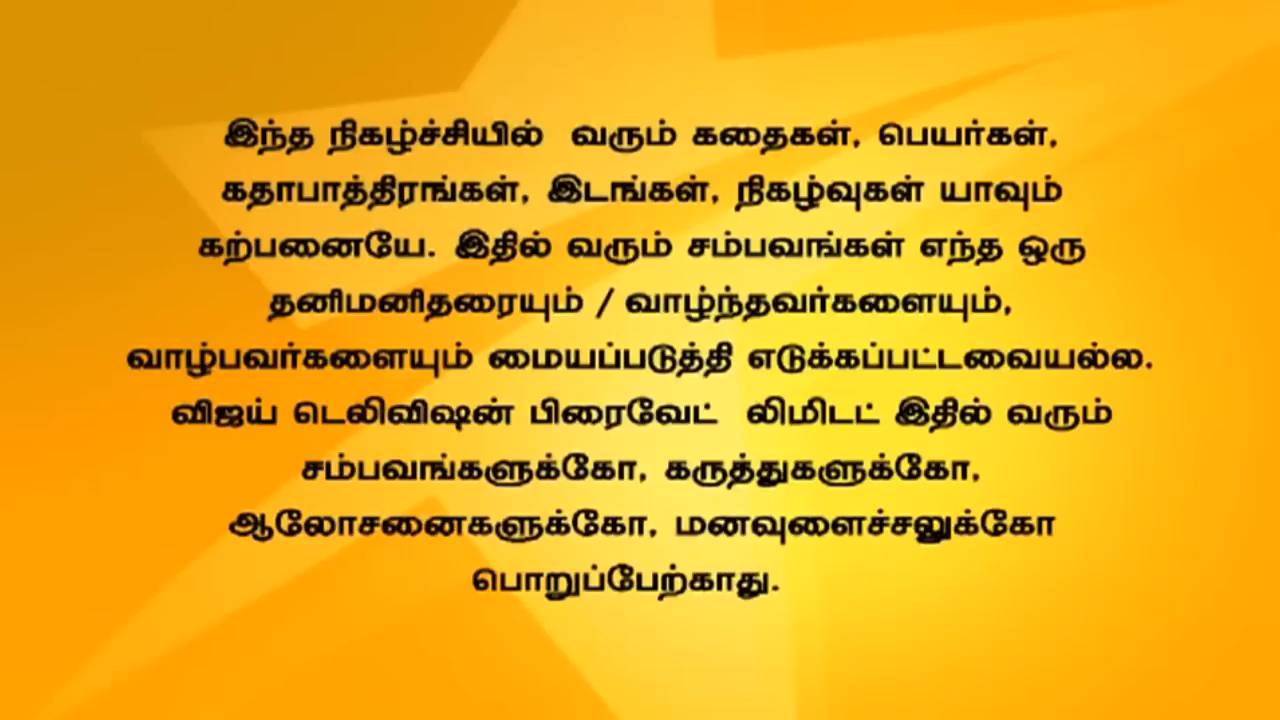 இந்த நிகழ்ச்சியில் வரும் கதைகள், பெயர்கள்,
கதாபாத்திரங்கள், இடங்கள், நிகழ்வுகள் யாவும்
கற்பனையே. இதில் வரும் சம்பவங்கள் எந்த ஒரு
தனிமனிதரையும் / வாழ்ந்தவர்களையும்,
வாழ்பவர்களையும் மையப்படுத்தி எடுக்கப்பட்டவையல்ல.
விஜய் டெலிவிஷன் பிரைவேட் லிமிடட் இதில் வரும்
சம்பவங்களுக்கோ, கருத்துகளுக்கோ,
ஆலோசனைகளுக்கோ, மனவுளைச்சலுக்கோ
பொறுப்பேற்காது.